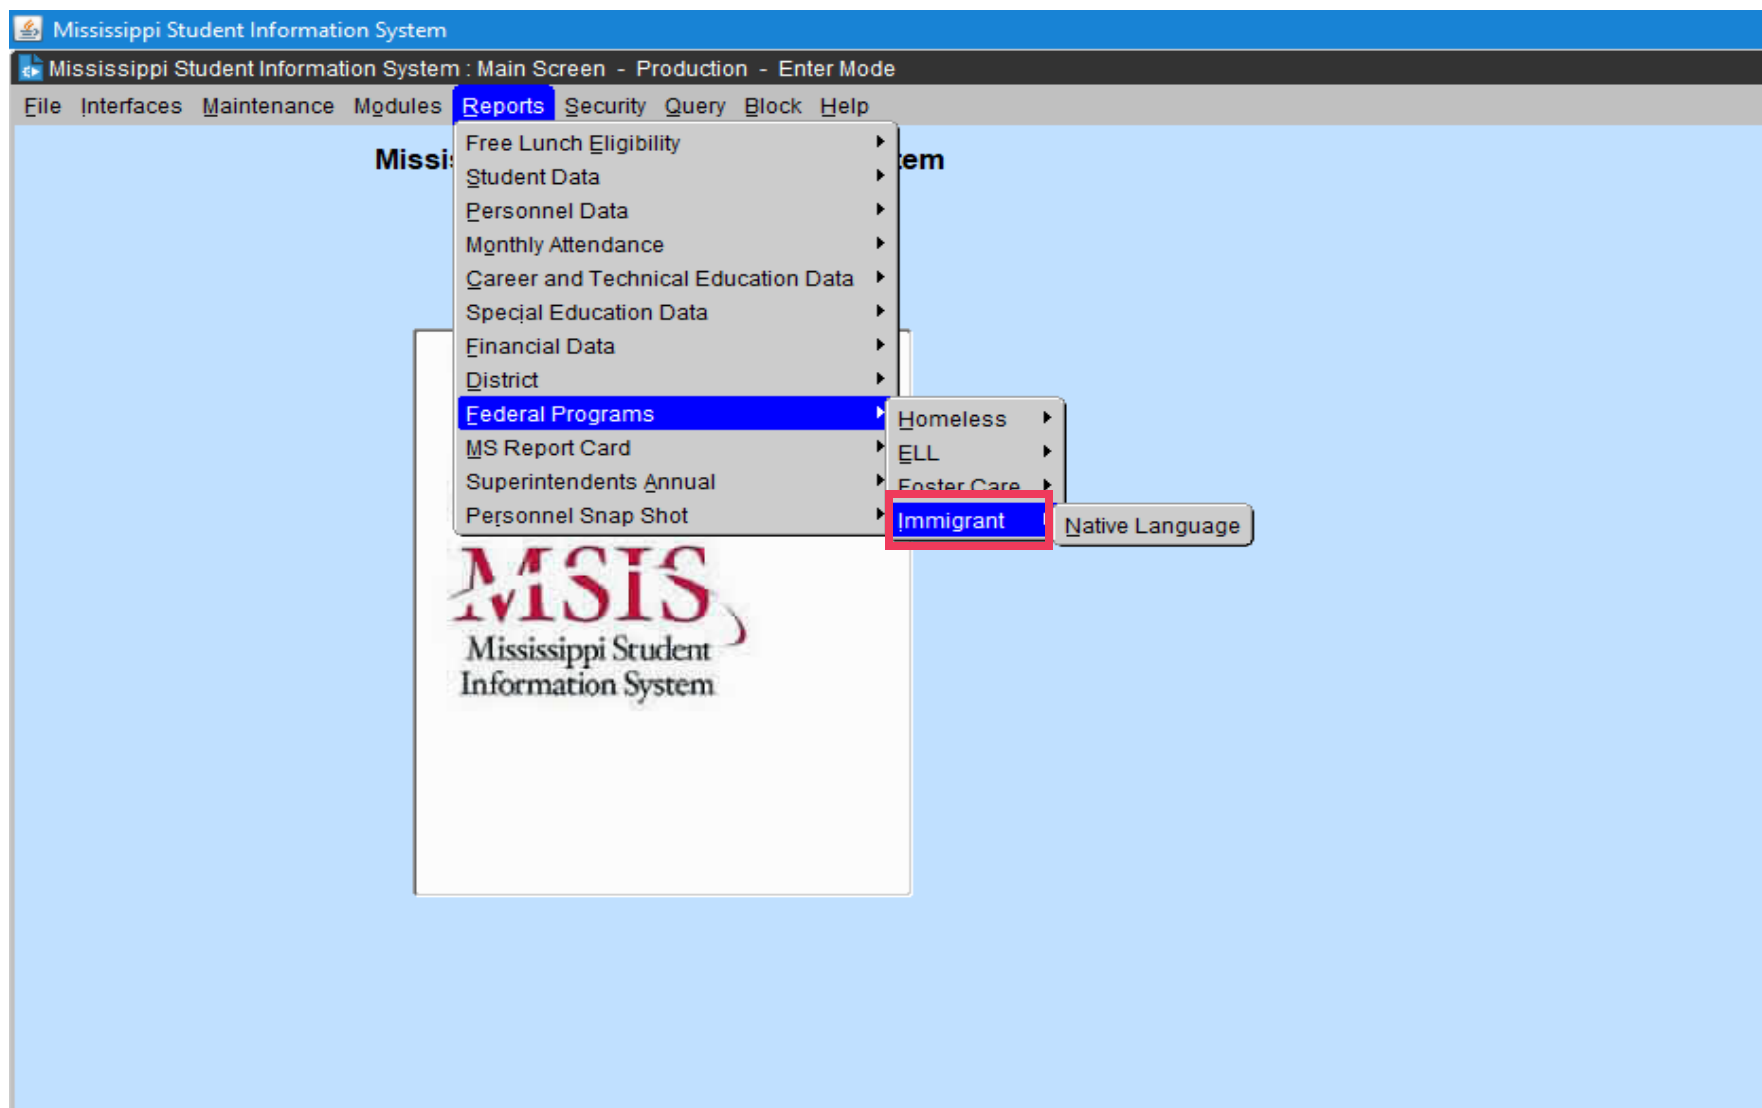 Mississippi Student Information System
Mississippi Student Information System : Main Screen - Production - Enter Mode
File Interfaces Maintenance Modules Reports Security Query Block Help
Free Lunch Eligibility
Student Data
Personnel Data
Monthly Attendance
Career and Technical Education Data
Special Education Data
Financial Data
District
Federal Programs
MS Report Card
Superintendents Annual
Personnel Snap Shot
Homeless
ELL
Foster Care
Immigrant
Native Language
MSIS
Mississippi Student
Information System